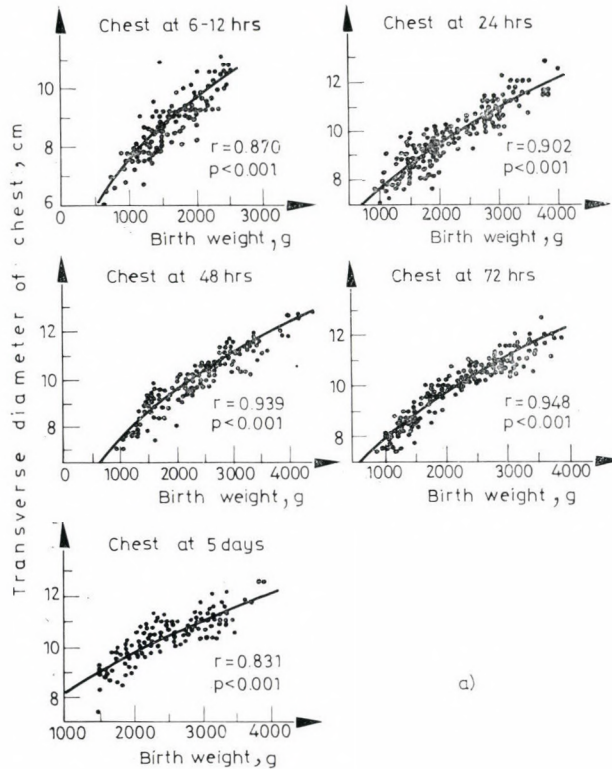 Transverse diameter of chest, cm
Chest at 6-12 hrs
10
8
6
r=0.870
p<0.001
0 1000 2000 3000
Birth weight, g
Chest at 24 hrs
12
10
8
r=0.902
p<0.001
1000 2000 3000 4000
Birth weight, g
Chest at 48 hrs
12
10
8
r=0.939
p<0.001
0 1000 2000 3000 4000
Birth weight, g
Chest at 72 hrs
12
10
8
r=0.948
p<0.001
0 1000 2000 3000 4000
Birth weight, g
Chest at 5 days
12
10
8
r=0.831
p<0.001
1000 2000 3000 4000
Birth weight, g
a)